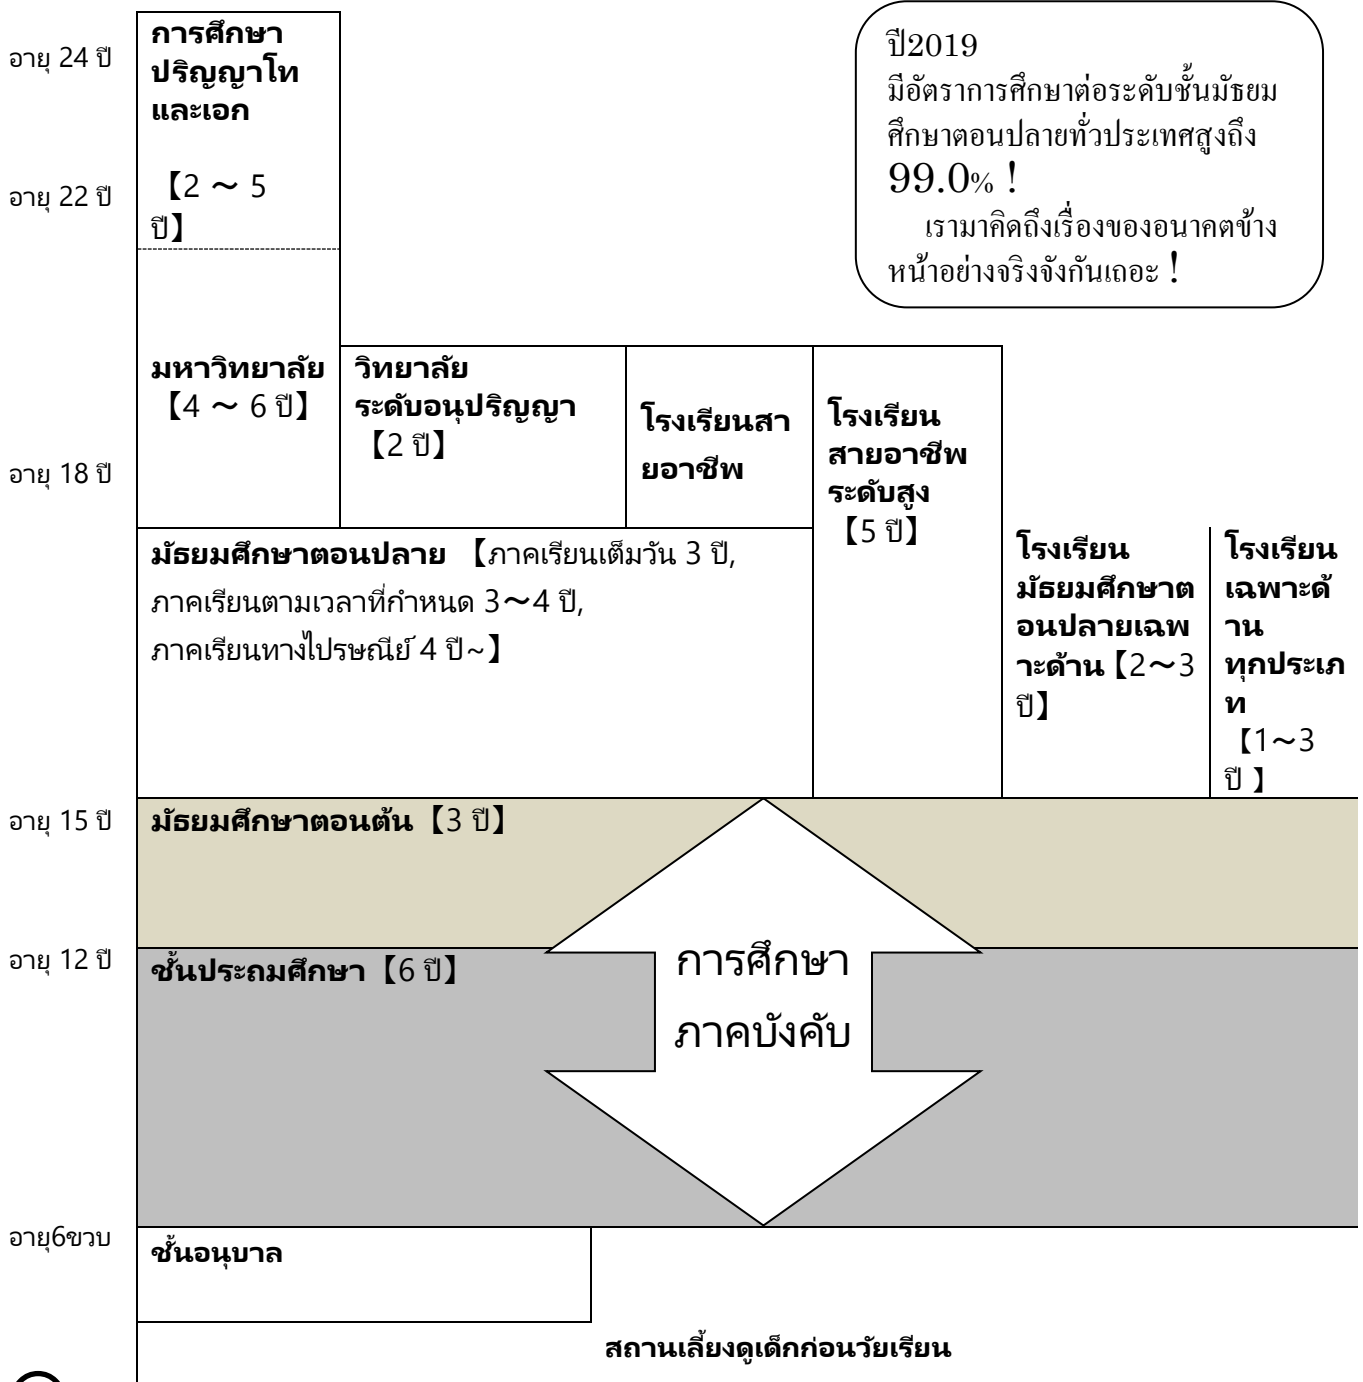 อายุ 24 ปี
การศึกษา
ปริญญาโท
และเอก
อายุ 22 ปี
【2 ～ 5
ปี】
ปี2019
มีอัตราการศึกษาต่อระดับชั้นมัธยม
ศึกษาตอนปลายทั่วประเทศสูงถึง
99.0% !
เรามาคิดถึงเรื่องของอนาคตข้าง
หน้าอย่างจริงจังกันเถอะ !
มหาวิทยาลัย
【4 ～ 6 ปี】
วิทยาลัย
ระดับอนุปริญญา
【2 ปี】
โรงเรียนสา
ยอาชีพ
โรงเรียน
สายอาชีพ
ระดับสูง
【5 ปี】
อายุ 18 ปี
มัธยมศึกษาตอนปลาย 【ภาคเรียนเต็มวัน 3 ปี,
ภาคเรียนตามเวลาที่กำหนด 3～4 ปี,
ภาคเรียนทางไปรษณีย์ 4 ปี~】
โรงเรียน
มัธยมศึกษาต
อนปลายเฉพ
าะด้าน【2～3
ปี】
โรงเรียน
เฉพาะด้
าน
ทุกประเภ
ท
【1～3
ปี 】
อายุ 15 ปี
มัธยมศึกษาตอนต้น【3 ปี】
อายุ 12 ปี
ชั้นประถมศึกษา【6 ปี】
การศึกษา
ภาคบังคับ
อายุ6ขวบ
ชั้นอนุบาล
สถานเลี้ยงดูเด็กก่อนวัยเรียน